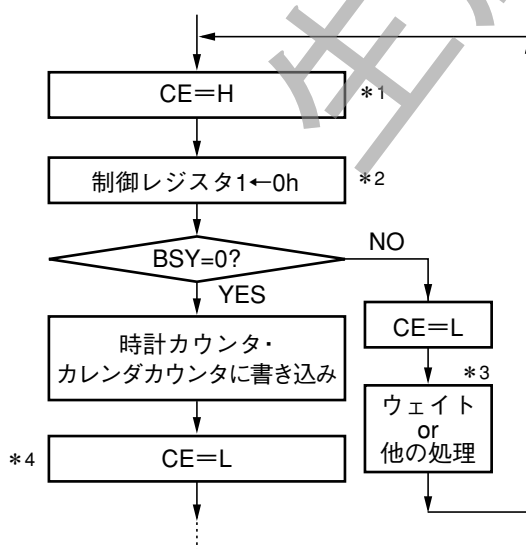 CE=H
*1
制御レジスタ1←0h
*2
BSY=0?
NO
YES
時計カウンタ・
カレンダカウンタに書き込み
CE=L
*3
ウェイト
or
他の処理
*4
CE=L
生